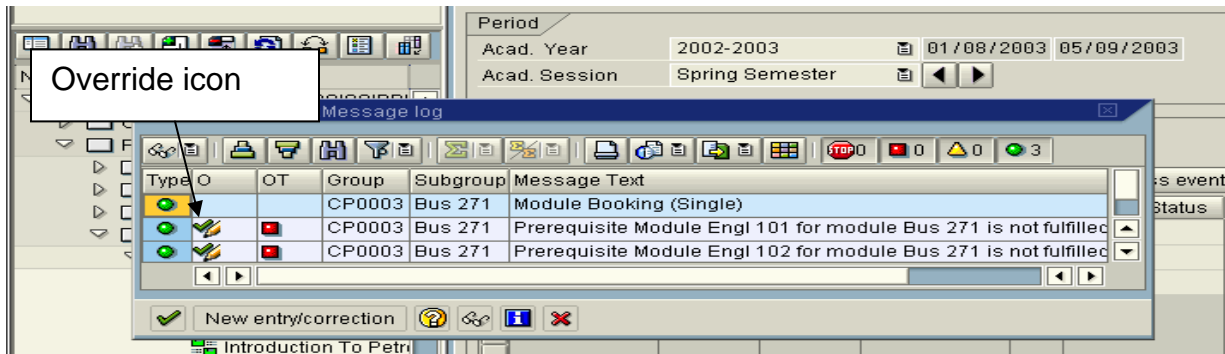 Period
Acad. Year 2002-2003 01/08/2003 05/09/2003
Acad. Session Spring Semester
Override icon
Message log
STOP 0 0 0 3
Type O OT Group Subgroup Message Text
CP0003 Bus 271 Module Booking (Single)
CP0003 Bus 271 Prerequisite Module Engl 101 for module Bus 271 is not fulfilled
CP0003 Bus 271 Prerequisite Module Engl 102 for module Bus 271 is not fulfilled
ss event
Status
New entry/correction
Introduction To Petr